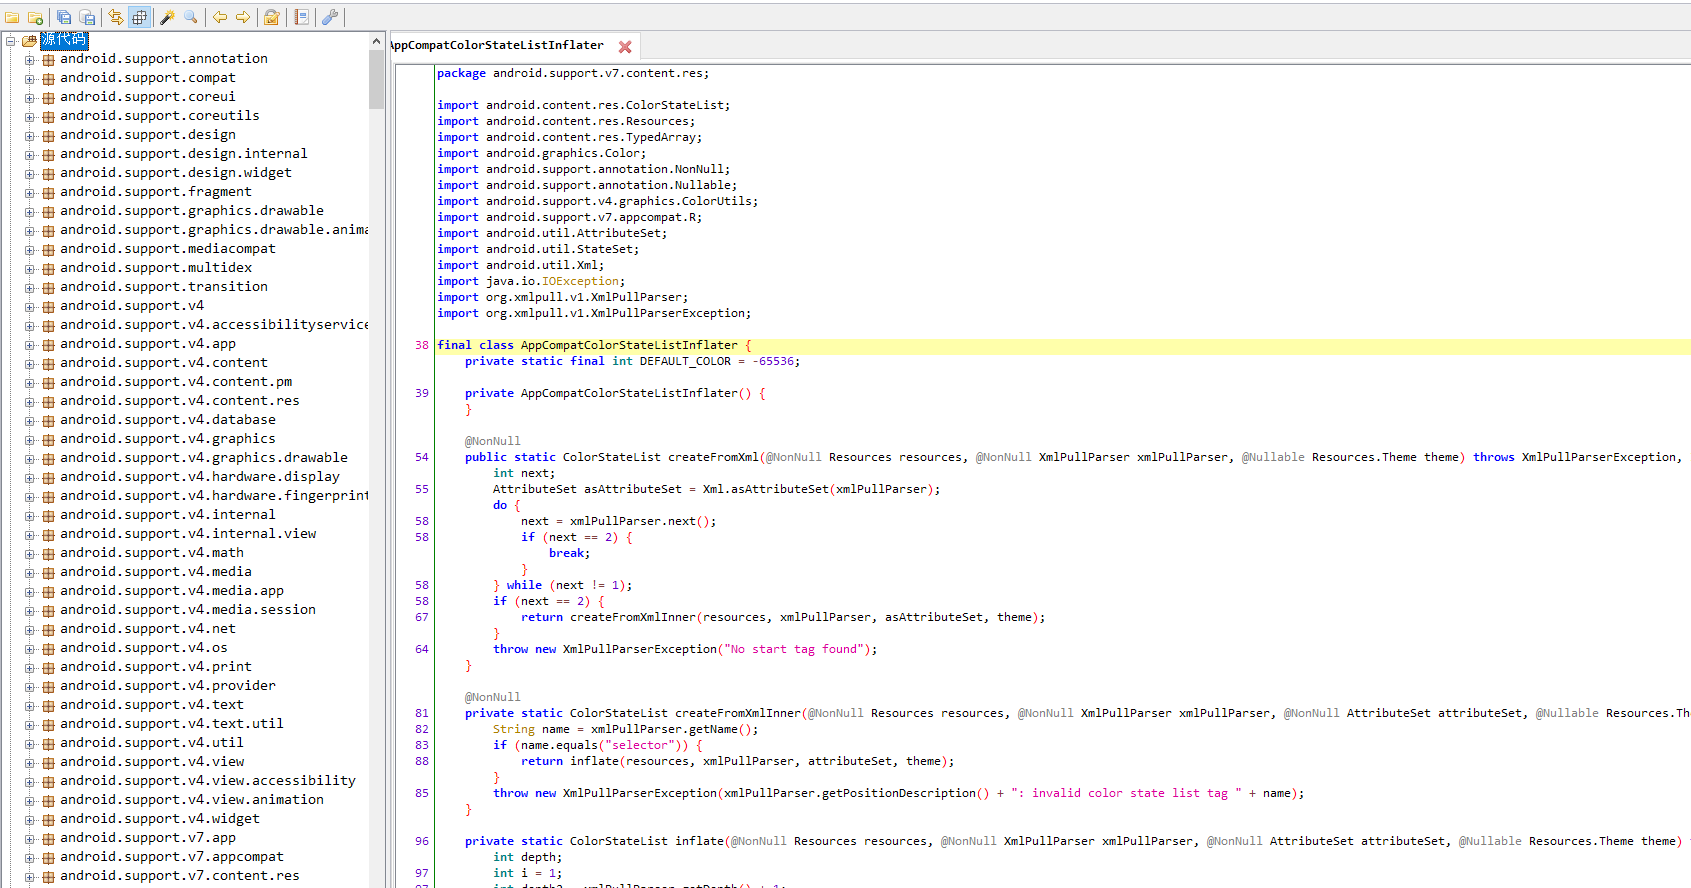 源代码
android.support.annotation
android.support.compat
android.support.coreui
android.support.coreutils
android.support.design
android.support.design.internal
android.support.design.widget
android.support.fragment
android.support.graphics.drawable
android.support.graphics.drawable.anima
android.support.mediacompat
android.support.multidex
android.support.transition
android.support.v4
android.support.v4.accessibilityservice
android.support.v4.app
android.support.v4.content
android.support.v4.content.pm
android.support.v4.content.res
android.support.v4.database
android.support.v4.graphics
android.support.v4.graphics.drawable
android.support.v4.hardware.display
android.support.v4.hardware.fingerprint
android.support.v4.internal
android.support.v4.internal.view
android.support.v4.math
android.support.v4.media
android.support.v4.media.app
android.support.v4.media.session
android.support.v4.net
android.support.v4.os
android.support.v4.print
android.support.v4.provider
android.support.v4.text
android.support.v4.text.util
android.support.v4.util
android.support.v4.view
android.support.v4.view.accessibility
android.support.v4.view.animation
android.support.v4.widget
android.support.v7.app
android.support.v7.appcompat
android.support.v7.content.res
AppCompatColorStateListInflater
package android.support.v7.content.res;
import android.content.res.ColorStateList;
import android.content.res.Resources;
import android.content.res.TypedArray;
import android.graphics.Color;
import android.support.annotation.NonNull;
import android.support.annotation.Nullable;
import android.support.v4.graphics.ColorUtils;
import android.support.v7.appcompat.R;
import android.util.AttributeSet;
import android.util.StateSet;
import android.util.Xml;
import java.io.IOException;
import org.xmlpull.v1.XmlPullParser;
import org.xmlpull.v1.XmlPullParserException;
38 final class AppCompatColorStateListInflater {
private static final int DEFAULT_COLOR = -65536;
39 private AppCompatColorStateListInflater() {
}
@NonNull
54 public static ColorStateList createFromXml(@NonNull Resources resources, @NonNull XmlPullParser xmlPullParser, @Nullable Resources.Theme theme) throws XmlPullParserException,
int next;
55 AttributeSet asAttributeSet = Xml.asAttributeSet(xmlPullParser);
do {
58 next = xmlPullParser.next();
58 if (next == 2) {
break;
}
58 } while (next != 1);
58 if (next == 2) {
67 return createFromXmlInner(resources, xmlPullParser, asAttributeSet, theme);
}
64 throw new XmlPullParserException("No start tag found");
}
@NonNull
81 private static ColorStateList createFromXmlInner(@NonNull Resources resources, @NonNull XmlPullParser xmlPullParser, @NonNull AttributeSet attributeSet, @Nullable Resources.Th
82 String name = xmlPullParser.getName();
83 if (name.equals("selector")) {
88 return inflate(resources, xmlPullParser, attributeSet, theme);
}
85 throw new XmlPullParserException(xmlPullParser.getPositionDescription() + ": invalid color state list tag " + name);
}
96 private static ColorStateList inflate(@NonNull Resources resources, @NonNull XmlPullParser xmlPullParser, @NonNull AttributeSet attributeSet, @Nullable Resources.Theme theme)
int depth;
97 int i = 1;
97 int depth2 = xmlPullParser.getDepth() + 1;